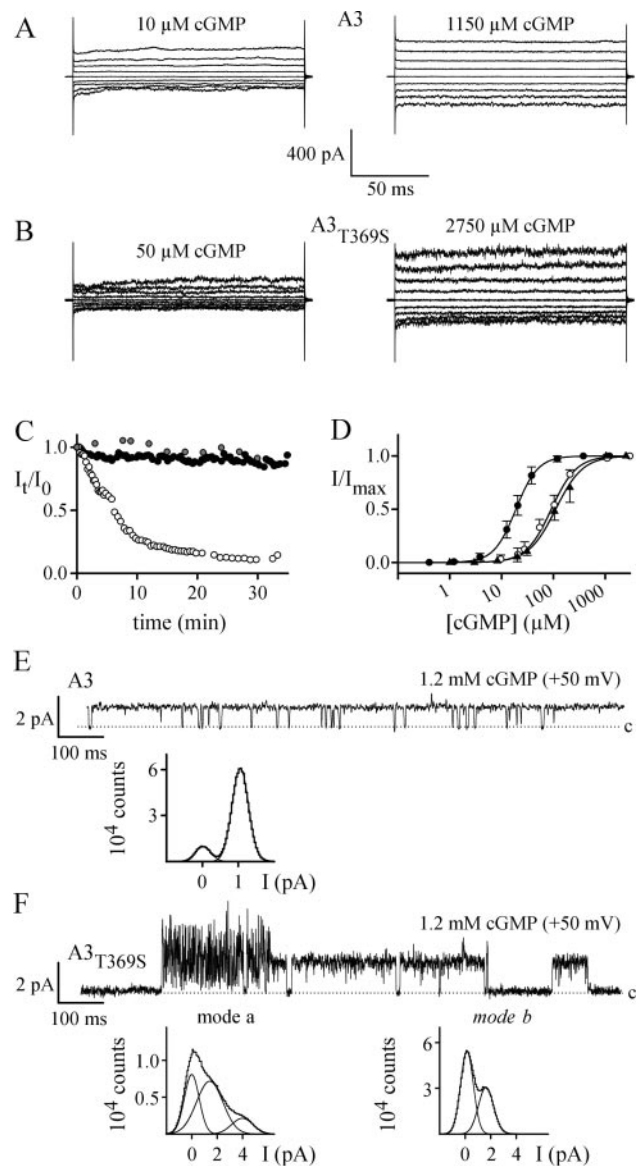 A
10 µM cGMP
A3
1150 µM cGMP
400 pA
50 ms
B
50 µM cGMP
A3T369S
2750 µM cGMP
C
It/I0
1.0
0.5
0.0
0 10 20 30
time (min)
D
I/Imax
1.0
0.5
0.0
1 10 100 1000
[cGMP] (µM)
E
A3
1.2 mM cGMP (+50 mV)
2 pA
100 ms
c
10⁴ counts
6
3
0 1 I (pA)
F
A3T369S
1.2 mM cGMP (+50 mV)
2 pA
100 ms
c
mode a
10⁴ counts
1.0
0.5
0 2 4 I (pA)
mode b
10⁴ counts
6
3
0 2 4 I (pA)